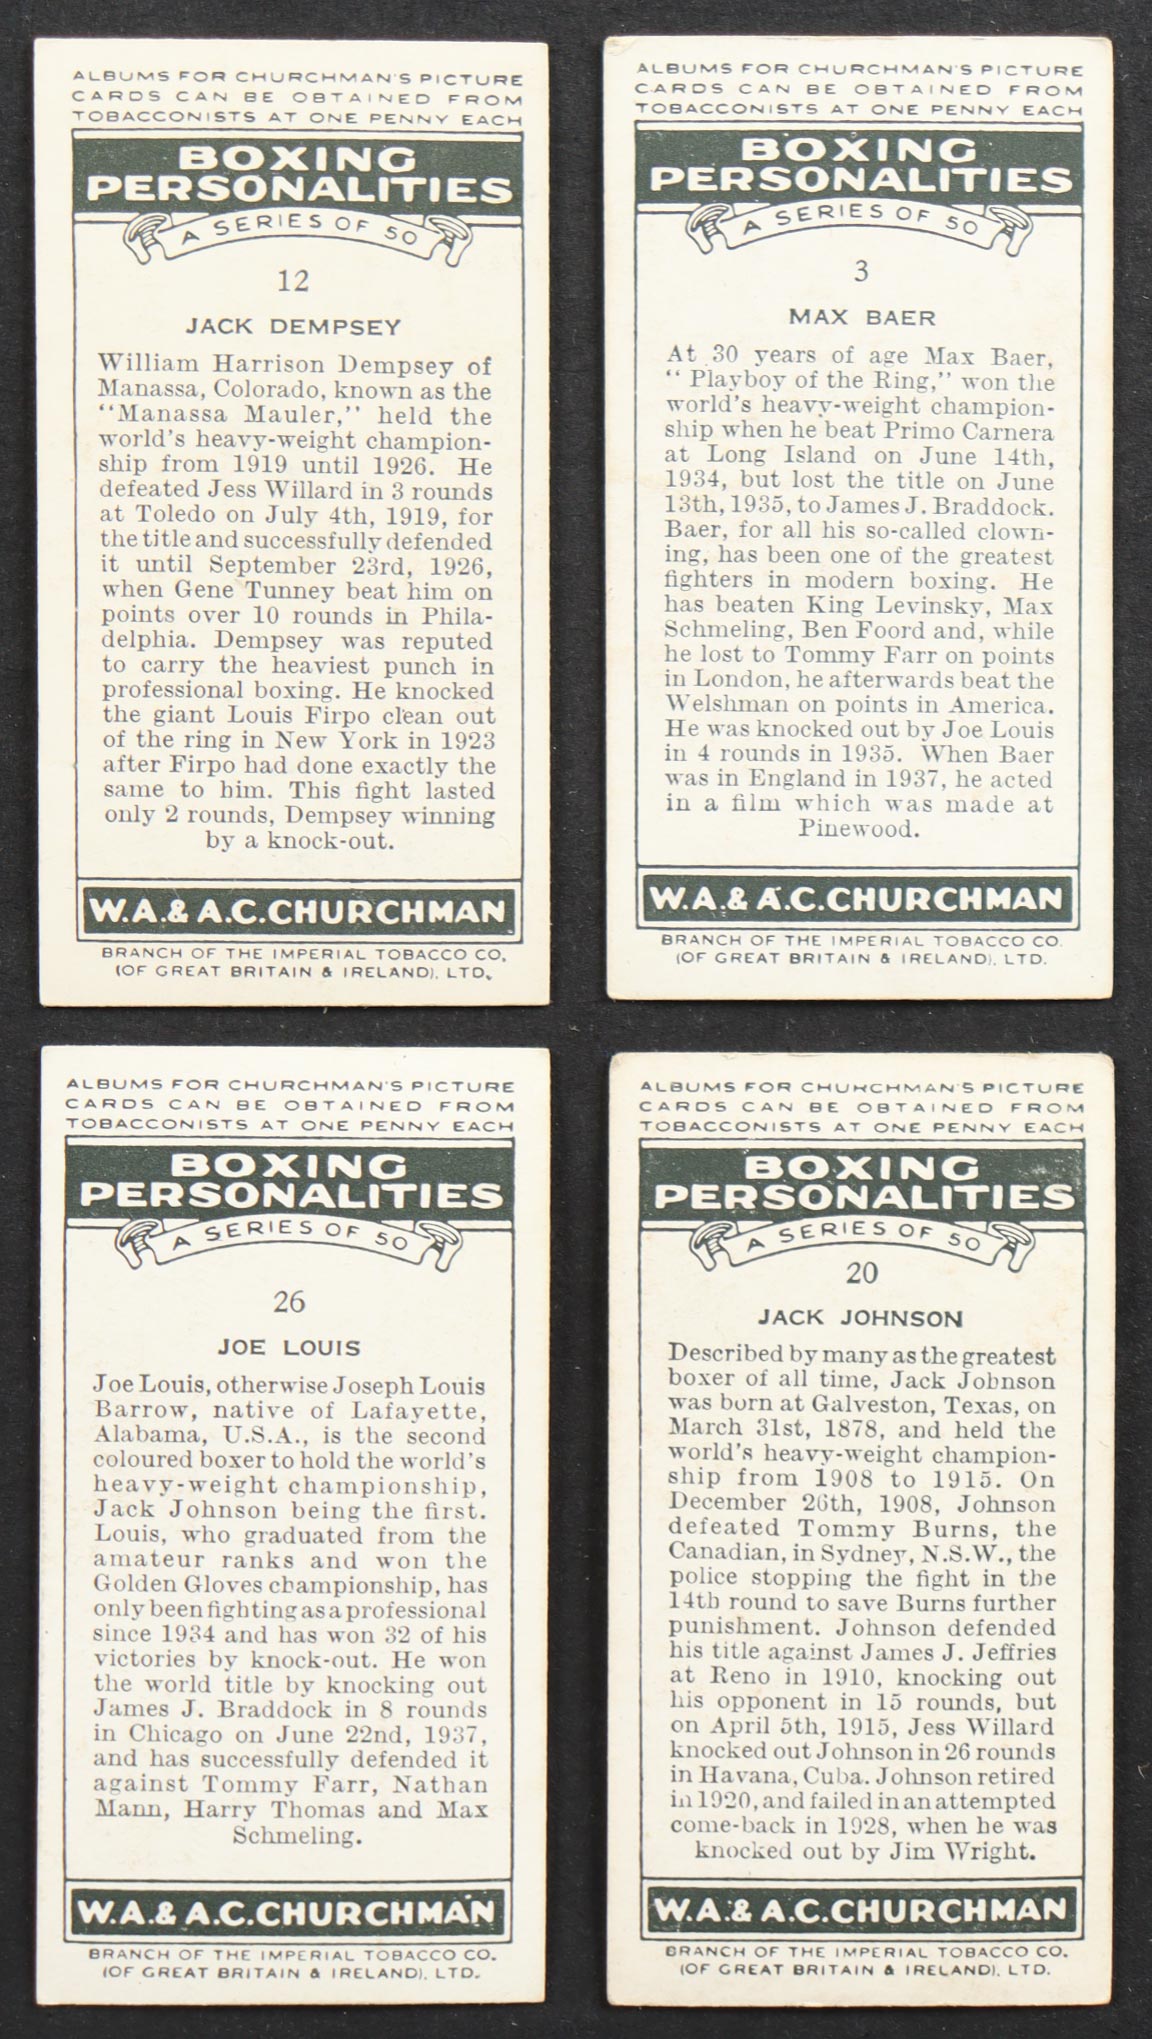 ALBUMS FOR CHURCHMAN'S PICTURE
CARDS CAN BE OBTAINED FROM
TOBACCONISTS AT ONE PENNY EACH
BOXING
PERSONALITIES
A SERIES OF 50
12
JACK DEMPSEY
William Harrison Dempsey of
Manassa, Colorado, known as the
"Manassa Mauler," held the
world's heavy-weight champion-
ship from 1919 until 1926. He
defeated Jess Willard in 3 rounds
at Toledo on July 4th, 1919, for
the title and successfully defended
it until September 23rd, 1926,
when Gene Tunney beat him on
points over 10 rounds in Phila-
delphia. Dempsey was reputed
to carry the heaviest punch in
professional boxing. He knocked
the giant Louis Firpo clean out
of the ring in New York in 1923
after Firpo had done exactly the
same to him. This fight lasted
only 2 rounds, Dempsey winning
by a knock-out.
W.A.& A.C.CHURCHMAN
BRANCH OF THE IMPERIAL TOBACCO CO.
(OF GREAT BRITAIN & IRELAND), LTD.
ALBUMS FOR CHURCHMAN'S PICTURE
CARDS CAN BE OBTAINED FROM
TOBACCONISTS AT ONE PENNY EACH
BOXING
PERSONALITIES
A SERIES OF 50
3
MAX BAER
At 30 years of age Max Baer,
"Playboy of the Ring," won the
world's heavy-weight champion-
ship when he beat Primo Carnera
at Long Island on June 14th,
1934, but lost the title on June
13th, 1935, to James J. Braddock.
Baer, for all his so-called clown-
ing, has been one of the greatest
fighters in modern boxing. He
has beaten King Levinsky, Max
Schmeling, Ben Foord and, while
he lost to Tommy Farr on points
in London, he afterwards beat the
Welshman on points in America.
He was knocked out by Joe Louis
in 4 rounds in 1935. When Baer
was in England in 1937, he acted
in a film which was made at
Pinewood.
W.A.& A.C.CHURCHMAN
BRANCH OF THE IMPERIAL TOBACCO CO.
(OF GREAT BRITAIN & IRELAND), LTD.
ALBUMS FOR CHURCHMAN'S PICTURE
CARDS CAN BE OBTAINED FROM
TOBACCONISTS AT ONE PENNY EACH
BOXING
PERSONALITIES
A SERIES OF 50
26
JOE LOUIS
Joe Louis, otherwise Joseph Louis
Barrow, native of Lafayette,
Alabama, U.S.A., is the second
coloured boxer to hold the world's
heavy-weight championship,
Jack Johnson being the first.
Louis, who graduated from the
amateur ranks and won the
Golden Gloves championship, has
only been fighting as a professional
since 1934 and has won 32 of his
victories by knock-out. He won
the world title by knocking out
James J. Braddock in 8 rounds
in Chicago on June 22nd, 1937,
and has successfully defended it
against Tommy Farr, Nathan
Mann, Harry Thomas and Max
Schmeling.
W.A.& A.C.CHURCHMAN
BRANCH OF THE IMPERIAL TOBACCO CO.
(OF GREAT BRITAIN & IRELAND), LTD.
ALBUMS FOR CHURCHMAN'S PICTURE
CARDS CAN BE OBTAINED FROM
TOBACCONISTS AT ONE PENNY EACH
BOXING
PERSONALITIES
A SERIES OF 50
20
JACK JOHNSON
Described by many as the greatest
boxer of all time, Jack Johnson
was born at Galveston, Texas, on
March 31st, 1878, and held the
world's heavy-weight champion-
ship from 1908 to 1915. On
December 26th, 1908, Johnson
defeated Tommy Burns, the
Canadian, in Sydney, N.S.W., the
police stopping the fight in the
14th round to save Burns further
punishment. Johnson defended
his title against James J. Jeffries
at Reno in 1910, knocking out
his opponent in 15 rounds, but
on April 5th, 1915, Jess Willard
knocked out Johnson in 26 rounds
in Havana, Cuba. Johnson retired
in 1920, and failed in an attempted
come-back in 1928, when he was
knocked out by Jim Wright.
W.A.& A.C.CHURCHMAN
BRANCH OF THE IMPERIAL TOBACCO CO.
(OF GREAT BRITAIN & IRELAND), LTD.